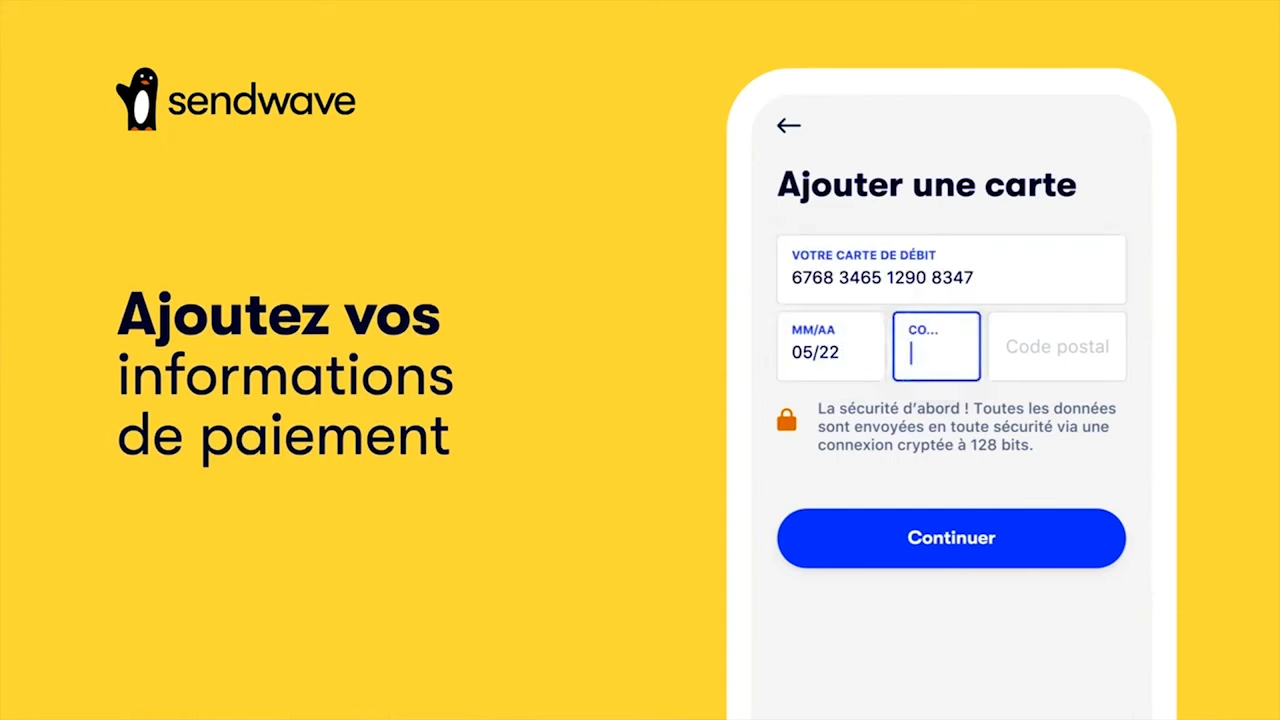 sendwave
Ajoutez vos
informations
de paiement
Ajouter une carte
VOTRE CARTE DE DÉBIT
6768 3465 1290 8347
MM/AA
05/22
CO...
Code postal
La sécurité d'abord ! Toutes les données
sont envoyées en toute sécurité via une
connexion cryptée à 128 bits.
Continuer